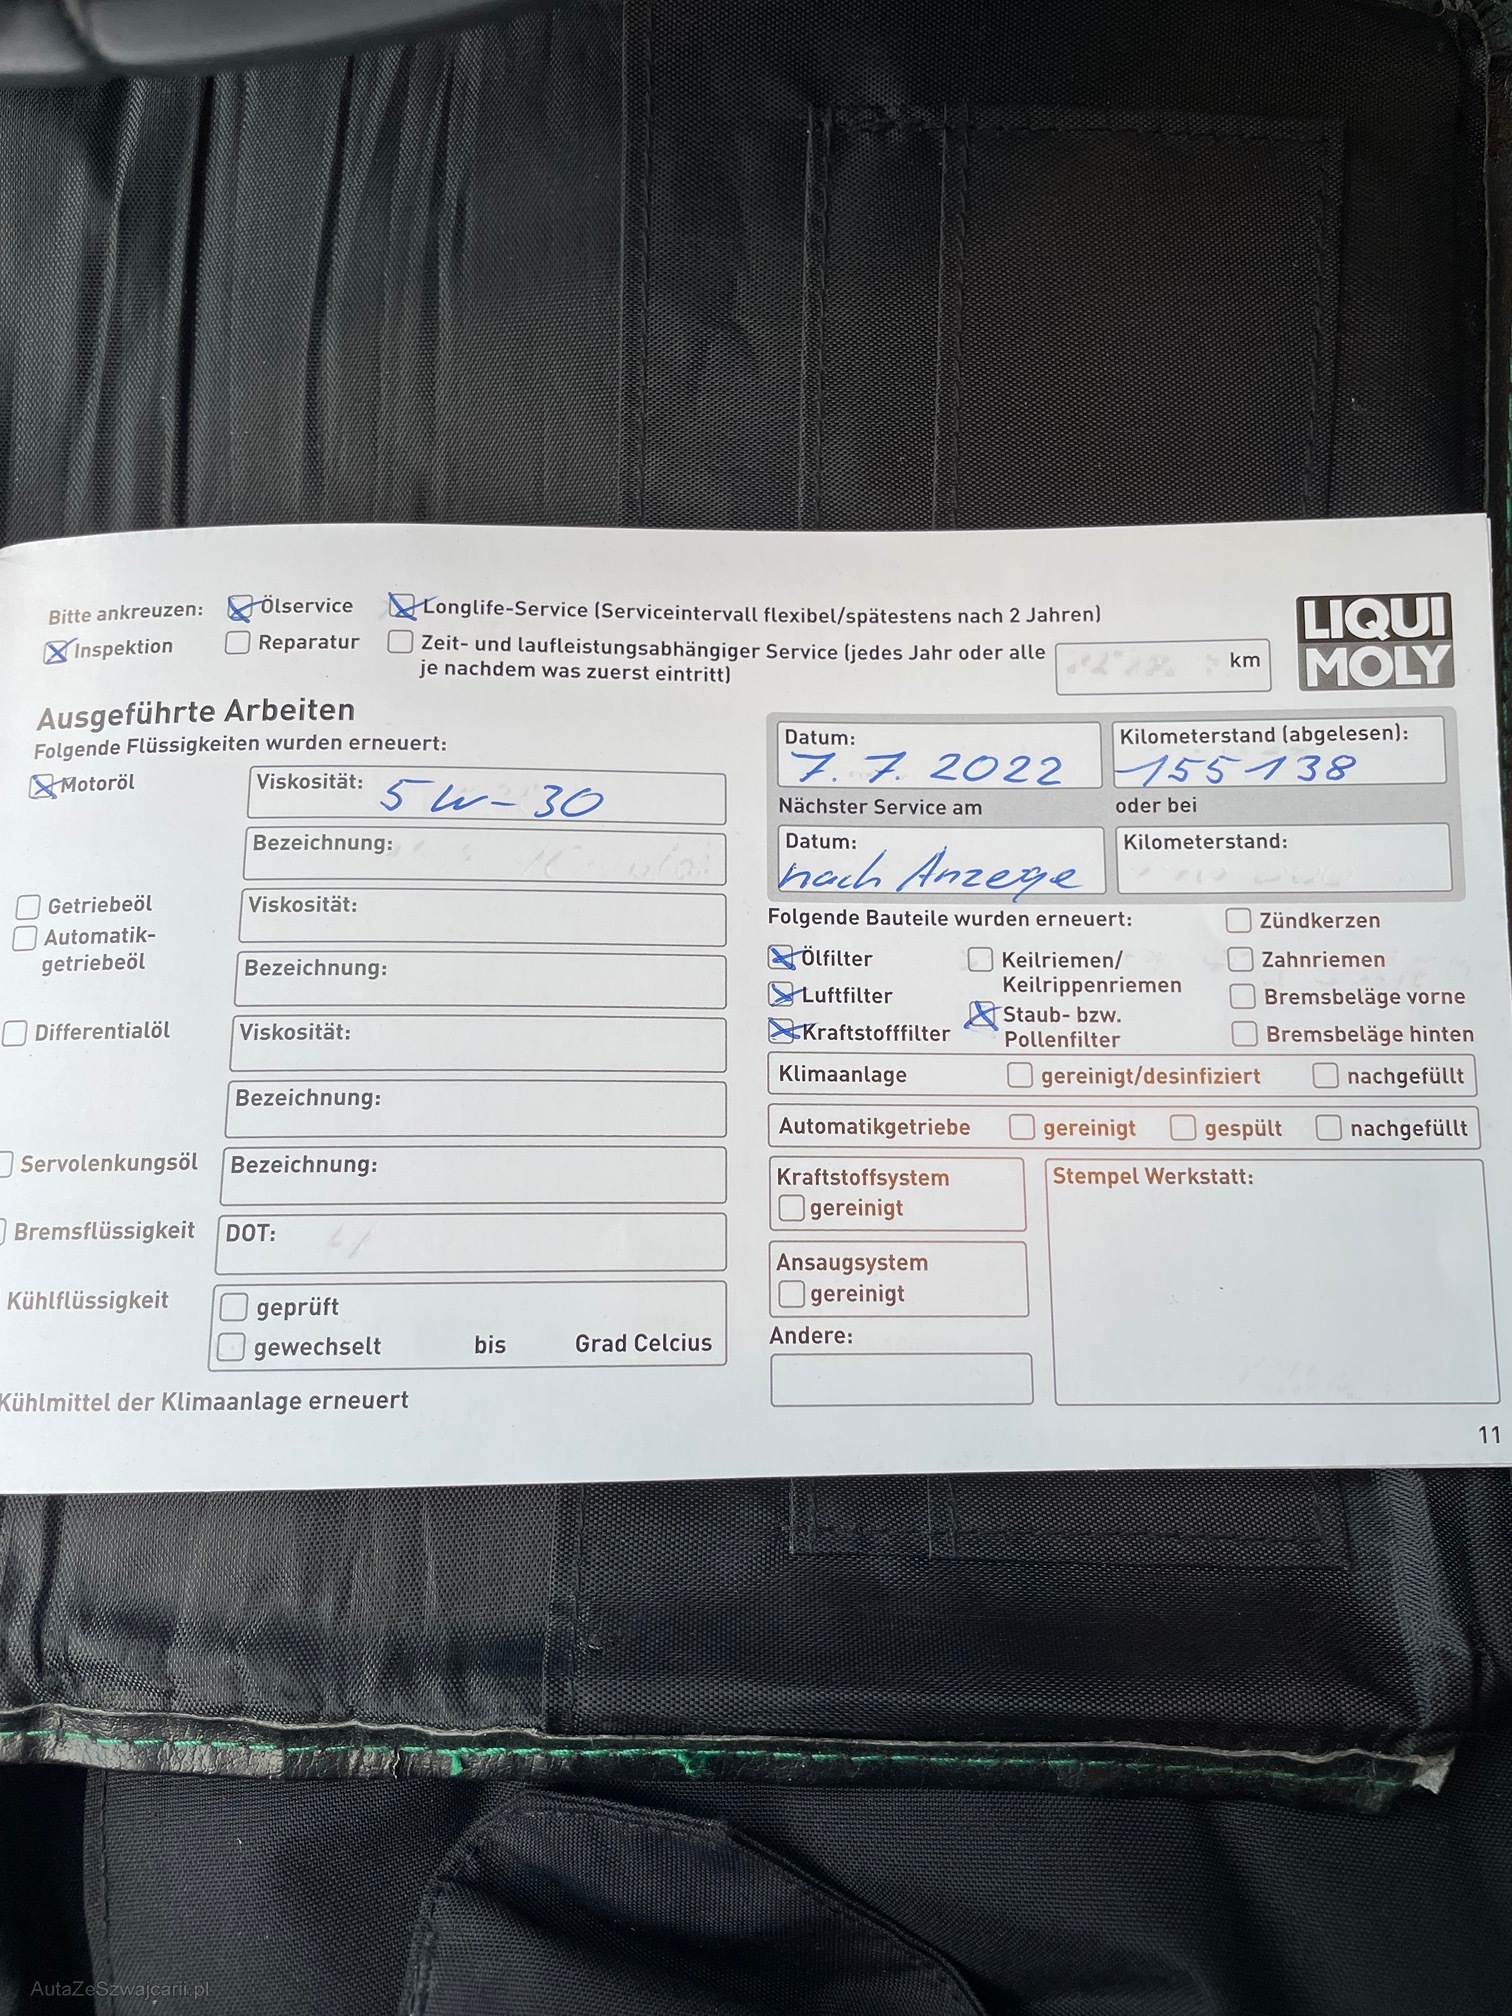 Bitte ankreuzen: Ölservice Longlife-Service (Serviceintervall flexibel/spätestens nach 2 Jahren)
Inspektion Reparatur Zeit- und laufleistungsabhängiger Service (jedes Jahr oder alle km
je nachdem was zuerst eintritt)
LIQUI
MOLY
Ausgeführte Arbeiten
Folgende Flüssigkeiten wurden erneuert:
Motoröl Viskosität: 5W-30
Bezeichnung:
Getriebeöl Viskosität:
Automatik-
getriebeöl Bezeichnung:
Differentialöl Viskosität:
Bezeichnung:
Servolenkungsöl Bezeichnung:
Bremsflüssigkeit DOT:
Kühlflüssigkeit geprüft
gewechselt bis Grad Celcius
Kühlmittel der Klimaanlage erneuert
Datum: Kilometerstand (abgelesen):
7.7.2022 155138
Nächster Service am oder bei
Datum: Kilometerstand:
nach Anzeige
Folgende Bauteile wurden erneuert: Zündkerzen
Ölfilter Keilriemen/ Zahnriemen
Keilrippenriemen
Luftfilter Bremsbeläge vorne
Staub- bzw.
Kraftstofffilter Pollenfilter Bremsbeläge hinten
Klimaanlage gereinigt/desinfiziert nachgefüllt
Automatikgetriebe gereinigt gespült nachgefüllt
Kraftstoffsystem Stempel Werkstatt:
gereinigt
Ansaugsystem
gereinigt
Andere:
11
AutaZeSzwajcarii.pl